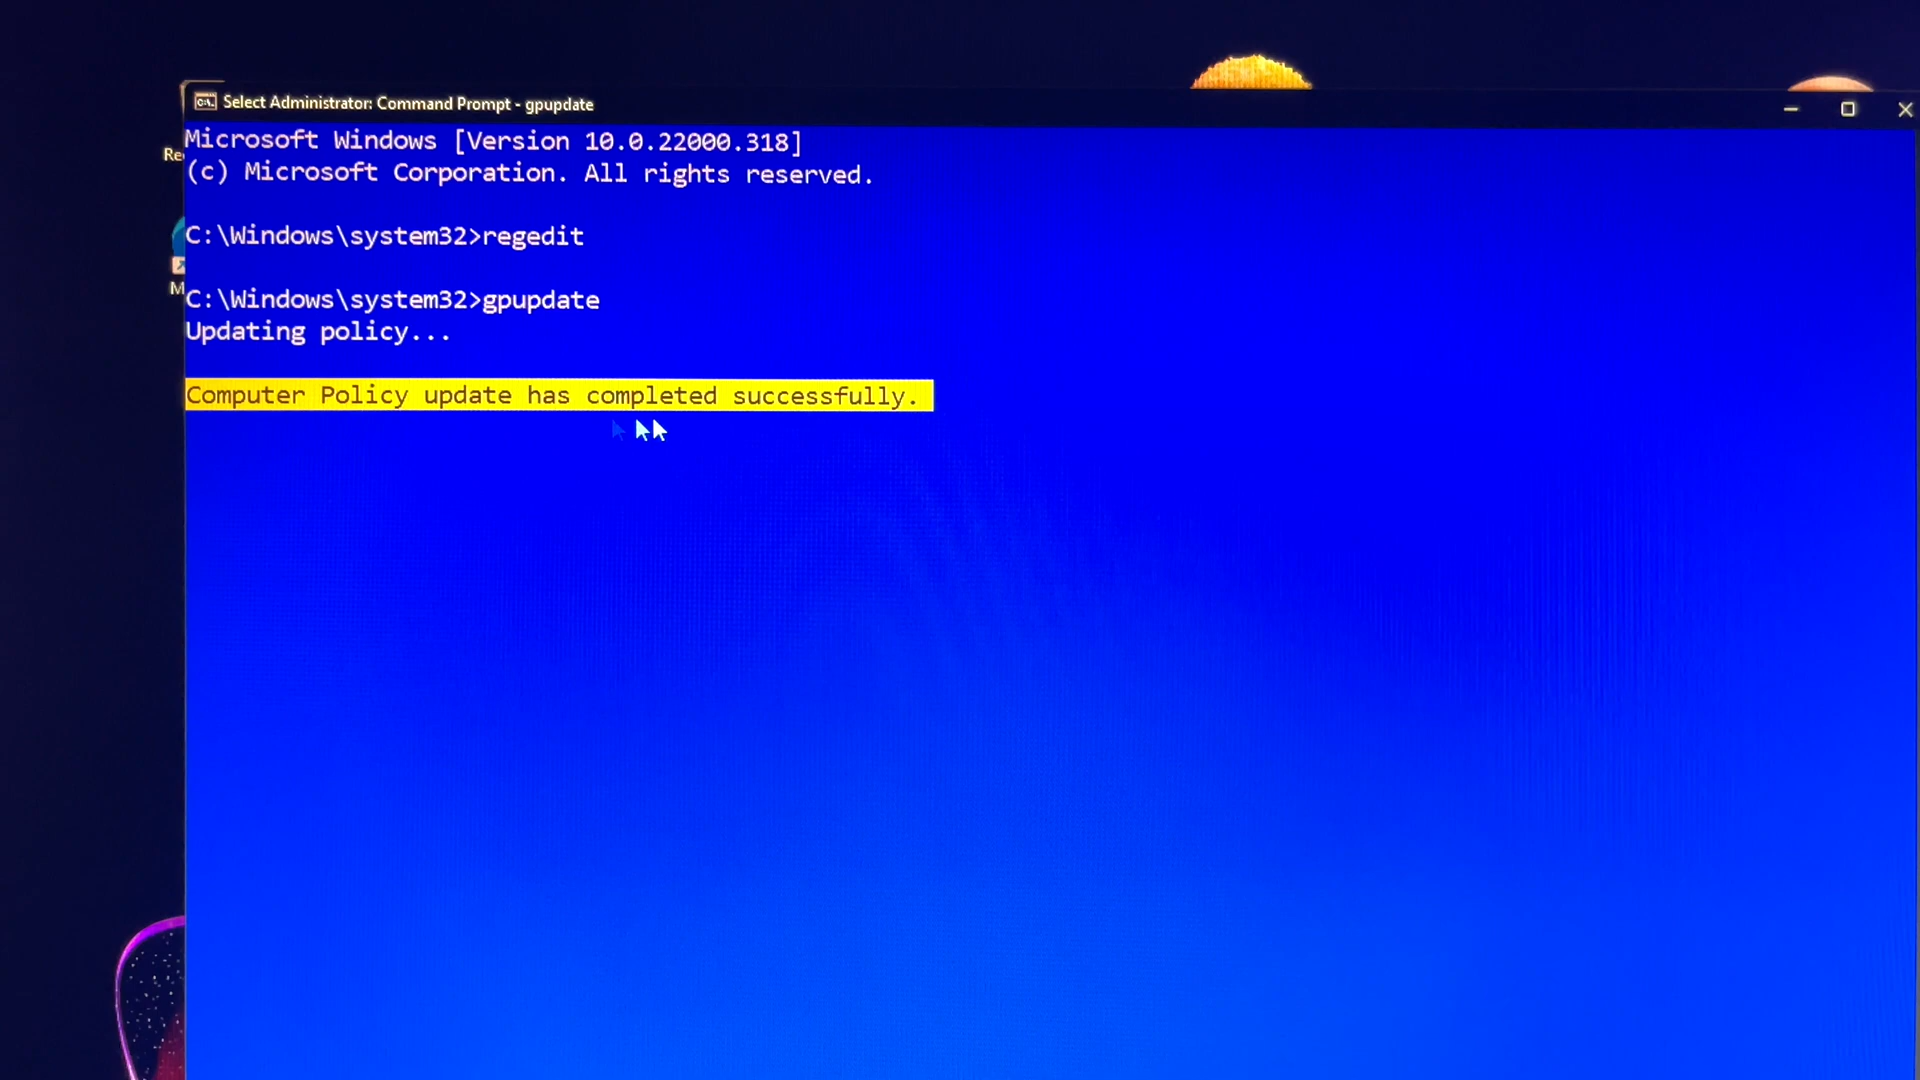 Select Administrator: Command Prompt - gpupdate
Microsoft Windows [Version 10.0.22000.318]
(c) Microsoft Corporation. All rights reserved.
C:\Windows\system32>regedit
C:\Windows\system32>gpupdate
Updating policy...
Computer Policy update has completed successfully.